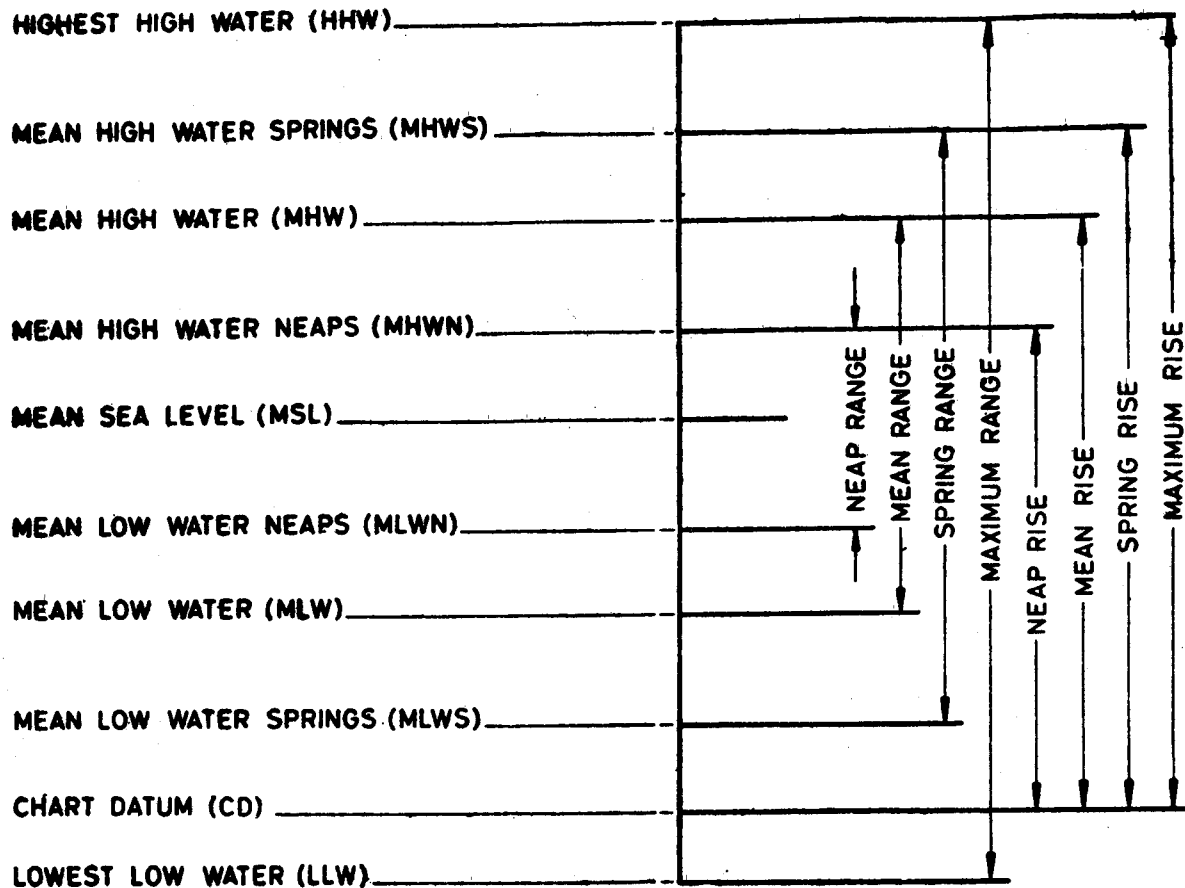 HIGHEST HIGH WATER (HHW)
MEAN HIGH WATER SPRINGS (MHWS)
MEAN HIGH WATER (MHW)
MEAN HIGH WATER NEAPS (MHWN)
MEAN SEA LEVEL (MSL)
MEAN LOW WATER NEAPS (MLWN)
MEAN LOW WATER (MLW)
MEAN LOW WATER SPRINGS (MLWS)
CHART DATUM (CD)
LOWEST LOW WATER (LLW)
NEAP RANGE
MEAN RANGE
SPRING RANGE
MAXIMUM RANGE
NEAP RISE
MEAN RISE
SPRING RISE
MAXIMUM RISE